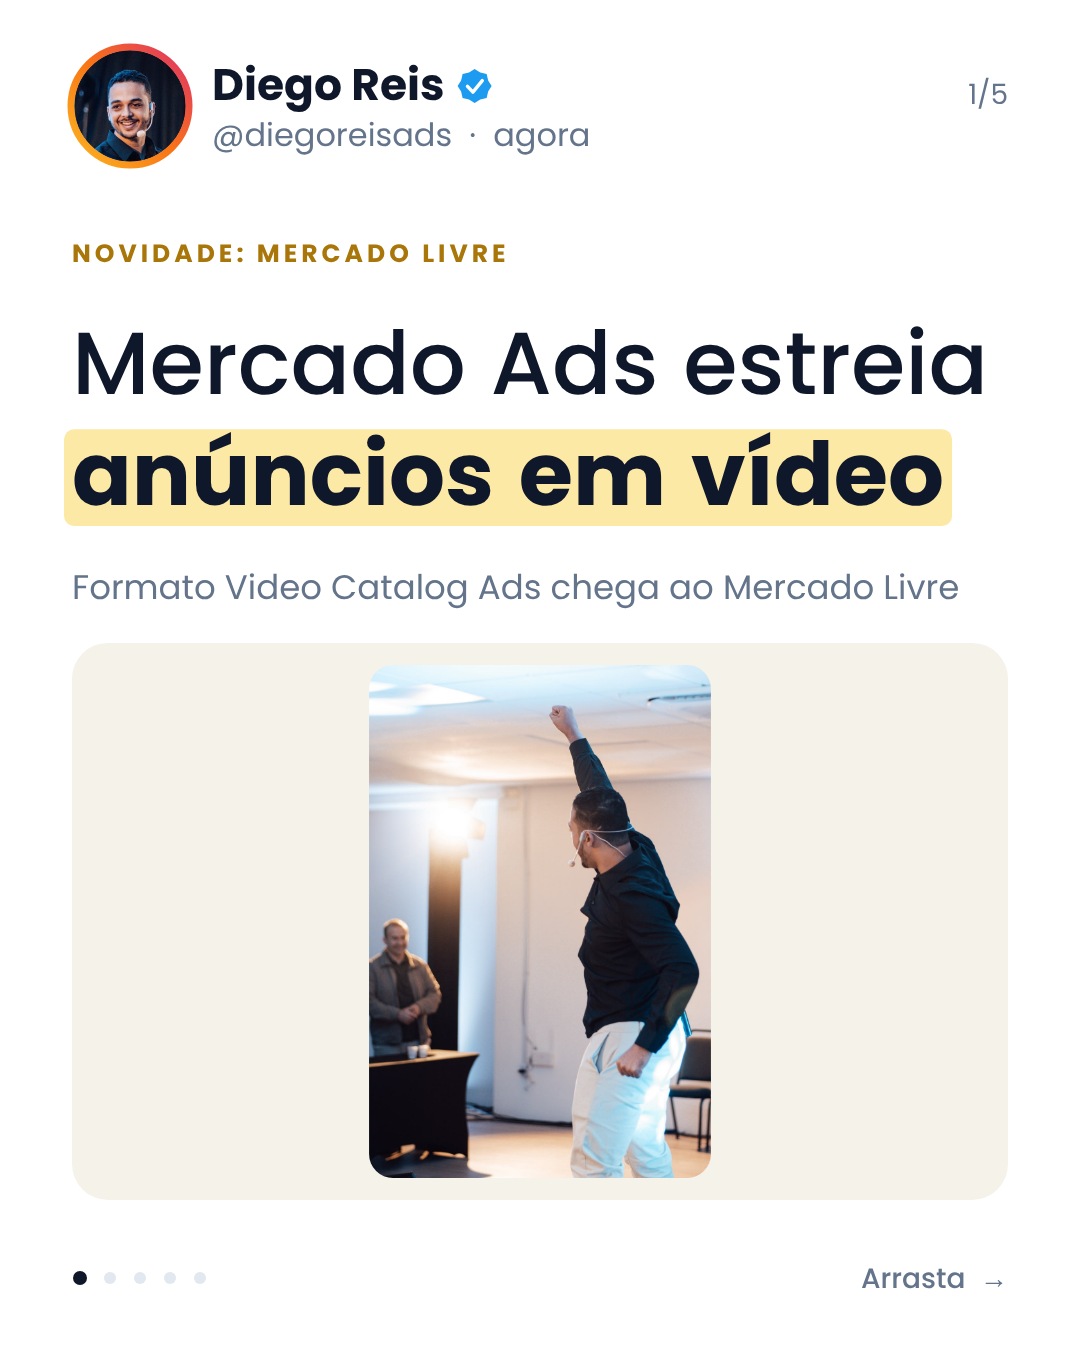 Diego Reis
@diegoreisads · agora
1/5
NOVIDADE: MERCADO LIVRE
Mercado Ads estreia
anúncios em vídeo
Formato Video Catalog Ads chega ao Mercado Livre
Arrasta →